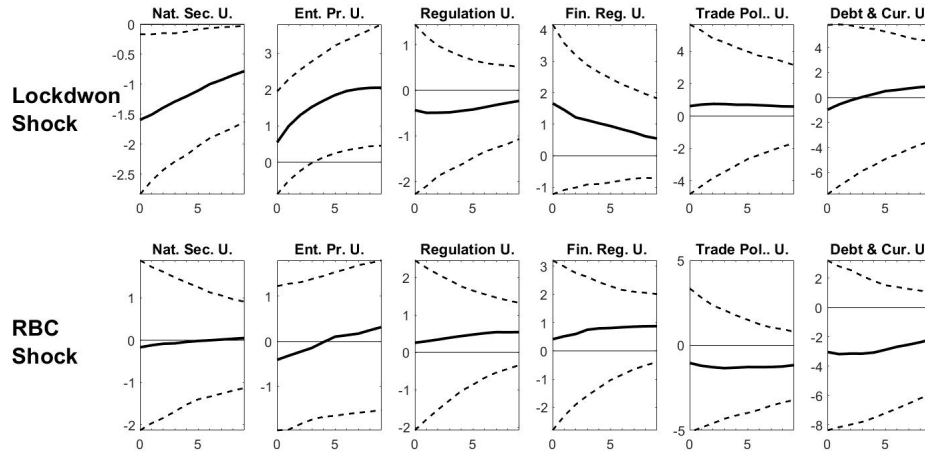 Nat. Sec. U. Ent. Pr. U. Regulation U. Fin. Reg. U. Trade Pol.. U. Debt & Cur. U
Lockdwon
Shock
0 -0.5 -1 -1.5 -2 -2.5
0 5
3 2 1 0
0 5
1 0 -1 -2
0 5
4 3 2 1 0 -1
0 5
4 2 0 -2 -4
0 5
4 2 0 -2 -4 -6
0 5
Nat. Sec. U. Ent. Pr. U. Regulation U. Fin. Reg. U. Trade Pol.. U. Debt & Cur. U
RBC
Shock
1 0 -1 -2
0 5
1 0 -1
0 5
2 1 0 -1 -2
0 5
3 2 1 0 -1 -2
0 5
5 0 -5
0 5
2 0 -2 -4 -6 -8
0 5